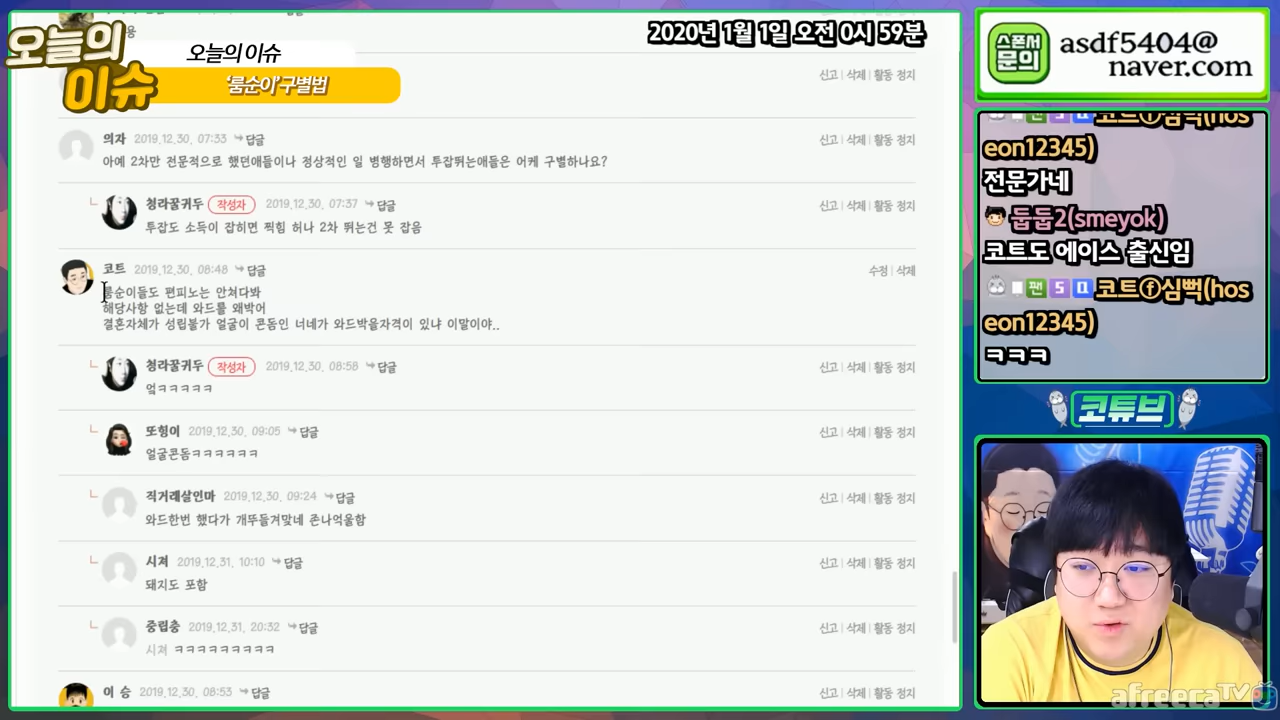 오늘의
이슈
오늘의 이슈
'룸순이' 구별법
2020년 1월 1일 오전 0시 59분
신고 | 삭제 | 활동 정지
의자 2019.12.30. 07:33 답글
신고 | 삭제 | 활동 정지
아예 2차만 전문적으로 했던애들이나 정상적인 일 병행하면서 투잡뛰는애들은 어케 구별하나요?
청라꿀귀두 작성자 2019.12.30. 07:37 답글
신고 | 삭제 | 활동 정지
투잡도 소득이 잡히면 찍힘 허나 2차 뛰는건 못 잡음
코트 2019.12.30. 08:48 답글
수정 | 삭제
룸순이들도 편피노는 안쳐다봐
해당사항 없는데 와드를 왜박어
결혼자체가 성립불가 얼굴이 콘돔인 너네가 와드박을자격이 있냐 이말이야..
청라꿀귀두 작성자 2019.12.30. 08:58 답글
신고 | 삭제 | 활동 정지
엌ㅋㅋㅋㅋㅋ
또힝이 2019.12.30. 09:05 답글
신고 | 삭제 | 활동 정지
얼굴콘돔ㅋㅋㅋㅋㅋㅋ
직거래살인마 2019.12.30. 09:24 답글
신고 | 삭제 | 활동 정지
와드한번 했다가 개뚜들겨맞네 존나억울함
시져 2019.12.31. 10:10 답글
신고 | 삭제 | 활동 정지
돼지도 포함
중립충 2019.12.31. 20:32 답글
신고 | 삭제 | 활동 정지
시져 ㅋㅋㅋㅋㅋㅋㅋㅋㅋ
이 승 2019.12.30. 08:53 답글
신고 | 삭제 | 활동 정지
스폰서
문의
asdf5404@
naver.com
팬 5 코트ⓕ심뻑(hos
eon12345)
전문가네
둡둡2(smeyok)
코트도 에이스 출신임
팬 5 코트ⓕ심뻑(hos
eon12345)
ㅋㅋㅋ
코튜브
afreecaTV